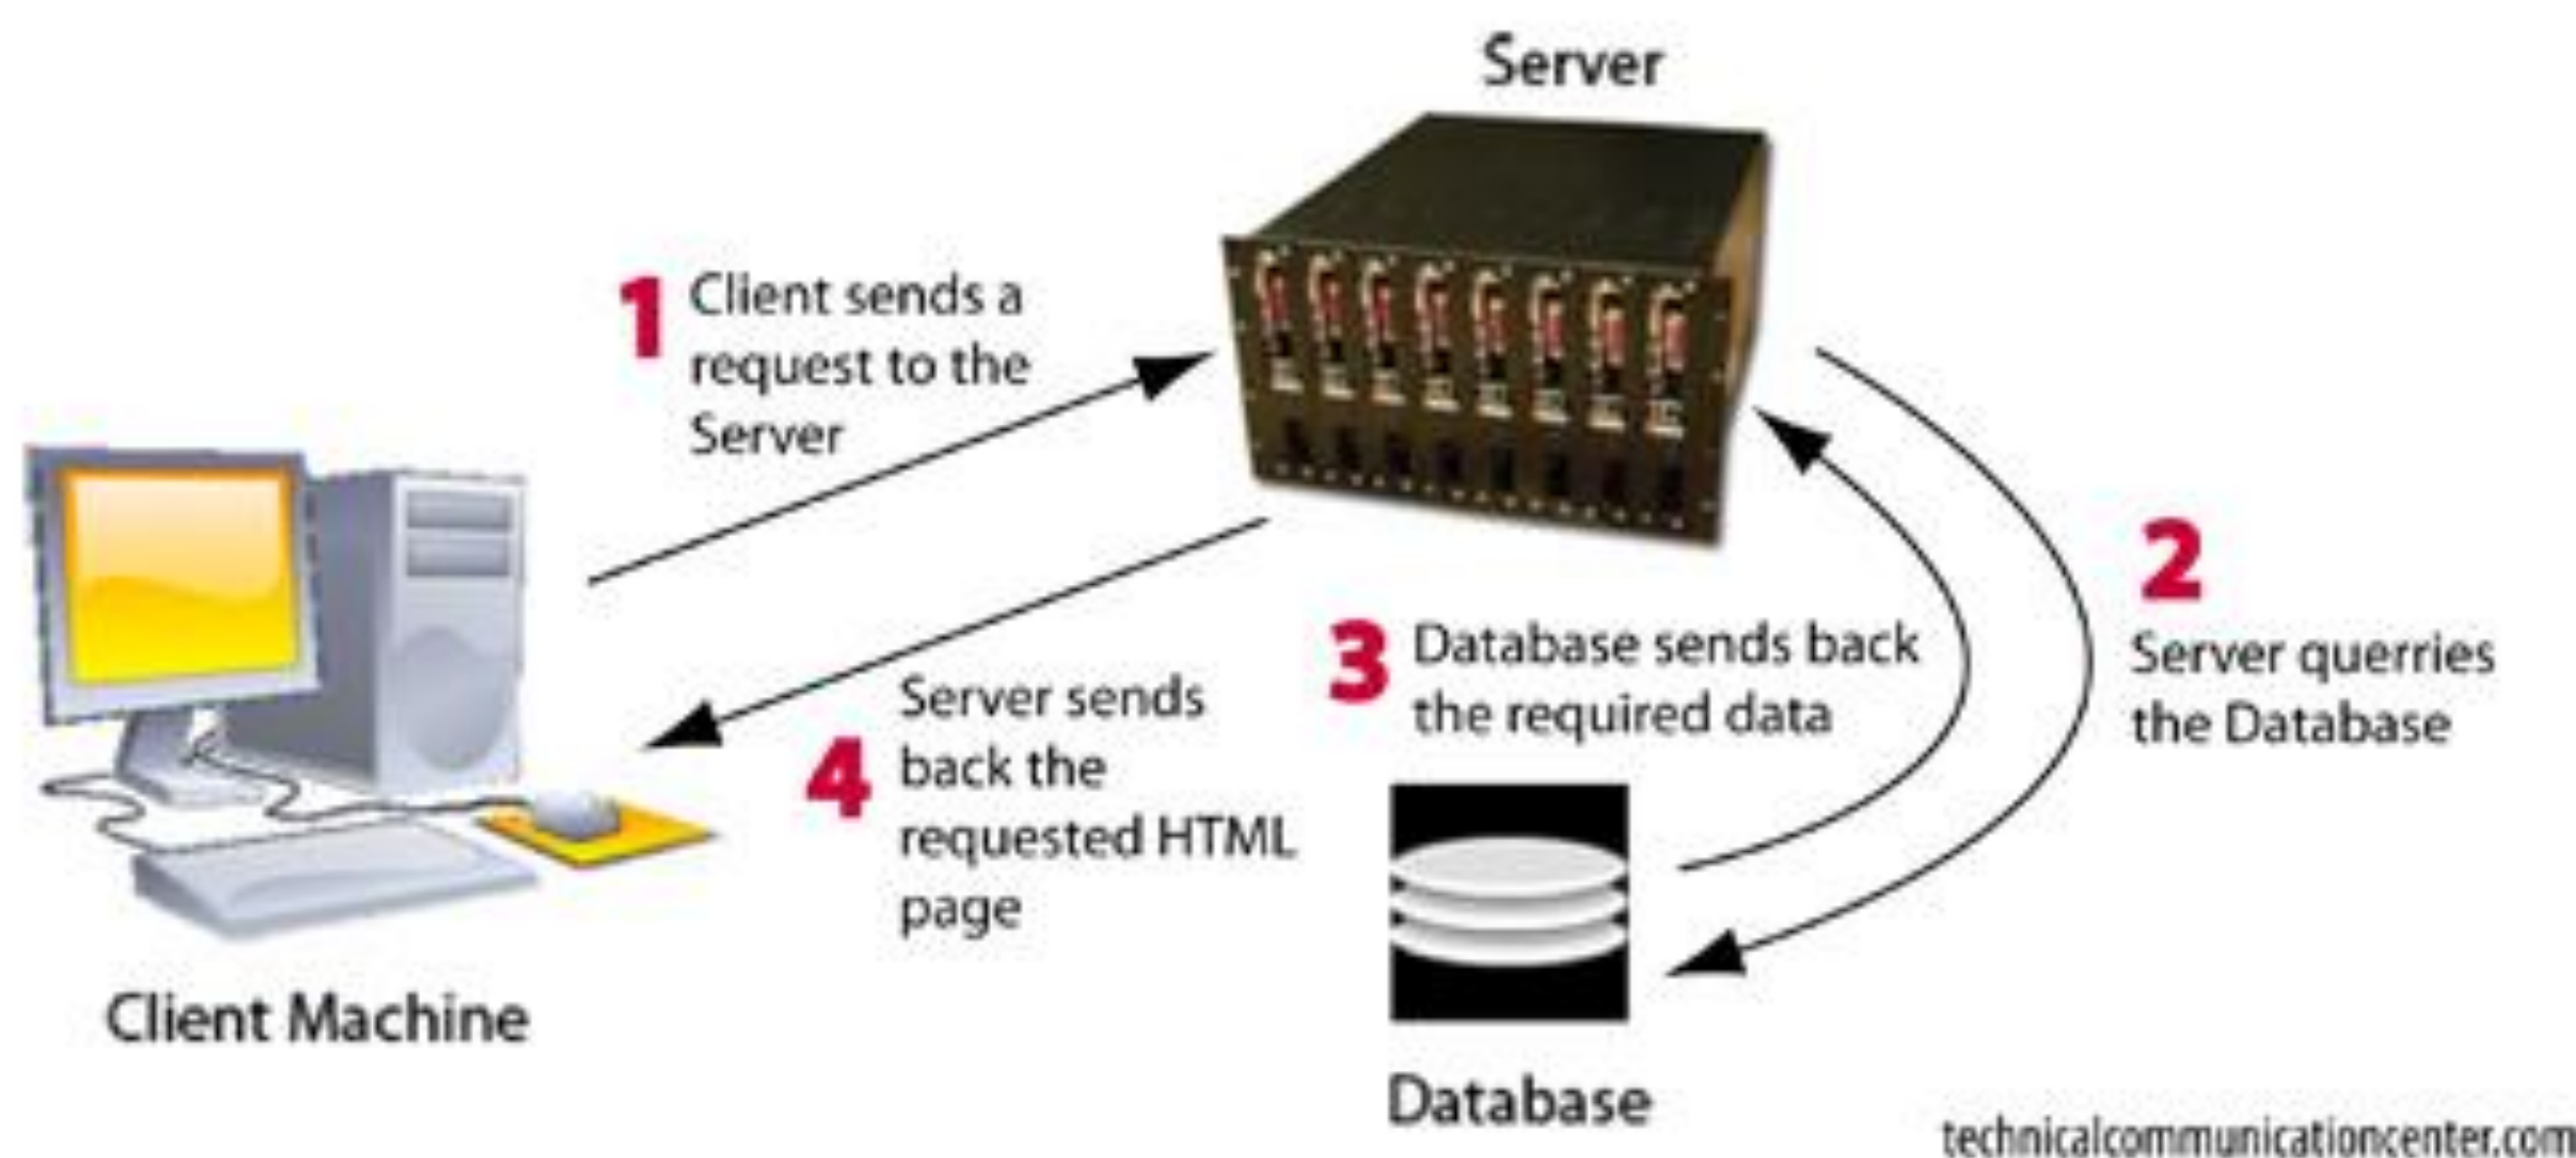 Server
1
Client sends a
request to the
Server
2
Server querries
the Database
3
Database sends back
the required data
4
Server sends
back the
requested HTML
page
Client Machine
Database
technicalcommunicationcenter.com